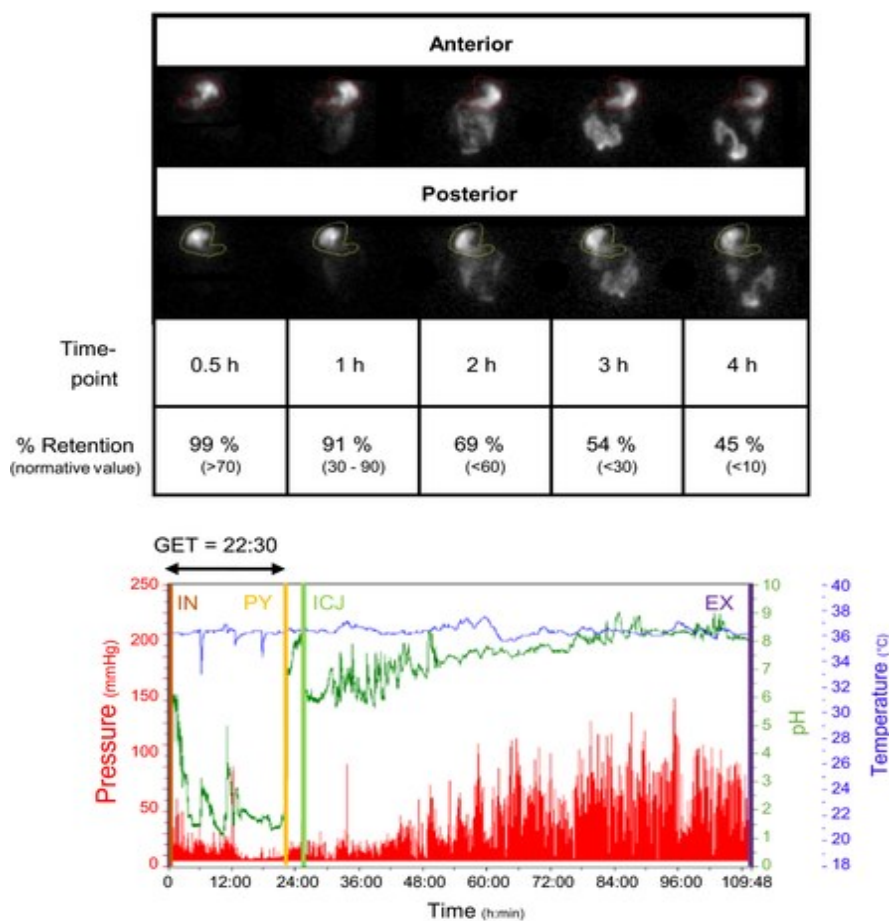 Anterior
Posterior
Time-point 0.5 h 1 h 2 h 3 h 4 h
% Retention (normative value) 99 % (>70) 91 % (30 - 90) 69 % (<60) 54 % (<30) 45 % (<10)
GET = 22:30
IN PY ICJ EX
Pressure (mmHg)
250
200
150
100
50
0
pH
10
9
8
7
6
5
4
3
2
1
0
Temperature (°C)
40
38
36
34
32
30
28
26
24
22
20
18
0 12:00 24:00 36:00 48:00 60:00 72:00 84:00 96:00 109:48
Time (h:min)